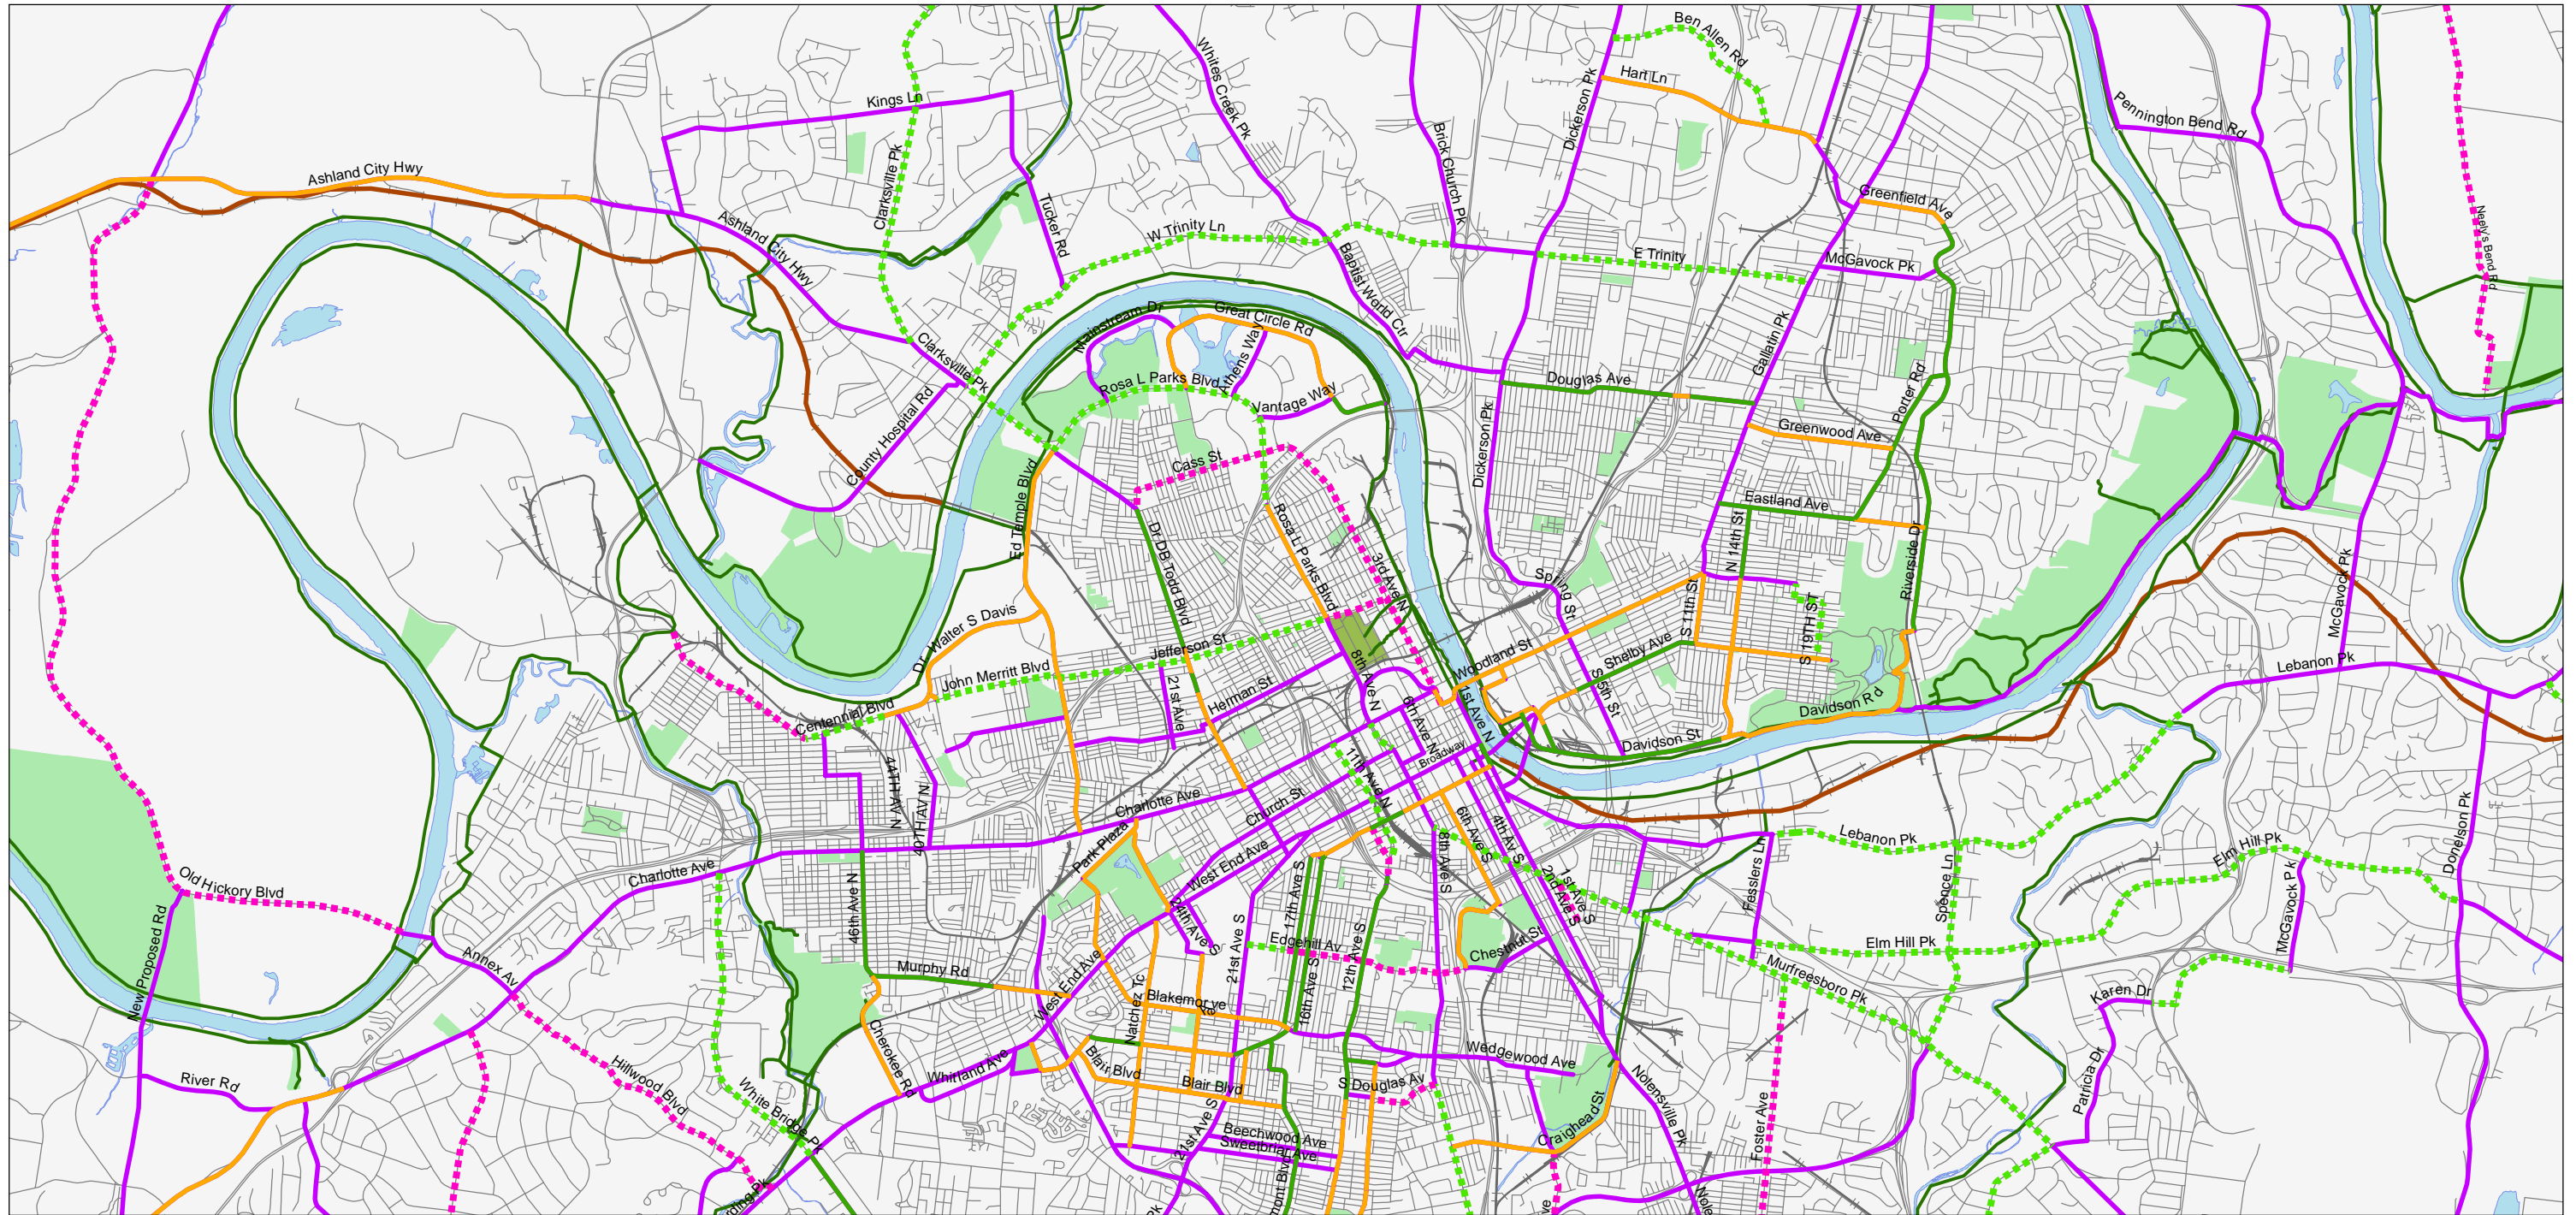 Ben Allen Rd
Hart Ln
Dickerson Pk
Whites Creek Pk
Kings Ln
Pennington Bend Rd
Brick Church Pk
Clarksville Pk
Ashland City Hwy
Greenfield Ave
Tucker Rd
Neely's Bend Rd
Ashland City Hwy
W Trinity Ln
E Trinity
McGavock Pk
Baptist World Ctr
Mainstream Dr
Great Circle Rd
Athens Way
Gallatin Pk
Clarksville Pk
Rosa L Parks Blvd
Douglas Ave
Porter Rd
Vantage Way
County Hospital Rd
Dickerson Pk
Greenwood Ave
Cass St
Ed Temple Blvd
Eastland Ave
Rosa L Parks Blvd
Dr DB Todd Blvd
N 14th St
Riverside Dr
3rd Ave N
Spring St
McGavock Pk
S 11th St
S 19TH ST
Dr Walter S Davis
Jefferson St
John Merritt Blvd
Woodland St
Shelby Ave
Lebanon Pk
8th Ave N
21st Ave
Herman St
S 5th St
Davidson Rd
Centennial Blvd
6th Ave N
1st Ave N
Davidson St
Broadway
11th Ave N
44TH AV N
40TH AV N
Charlotte Ave
Church St
Donelson Pk
Park Plaza
6th Ave S
4th Av S
8th Ave S
Lebanon Pk
Elm Hill Pk
West End Ave
Charlotte Ave
Old Hickory Blvd
Fesslers Ln
Spence Ln
1st Ave S
2nd Ave S
17th Ave S
46th Ave N
24th Ave S
21st Ave S
Edgehill Av
12th Ave S
Chestnut St
Elm Hill Pk
McGavock Pk
New Proposed Rd
Annex Av
Murphy Rd
West End Ave
Murfreesboro Pk
16th Ave S
Natchez Tc
Blakemor ve
Karen Dr
Cherokee Rd
Wedgewood Ave
Whitland Ave
Blair Blvd
Blair Blvd
S Douglas Av
River Rd
Hillwood Blvd
White Bridge Pk
Nolensville Pk
Patricia Dr
Foster Ave
Craighead St
21st Ave S
Beechwood Ave
Sweetbriar Ave
mont Blvd
rding Pk
Pk
ve
Nole